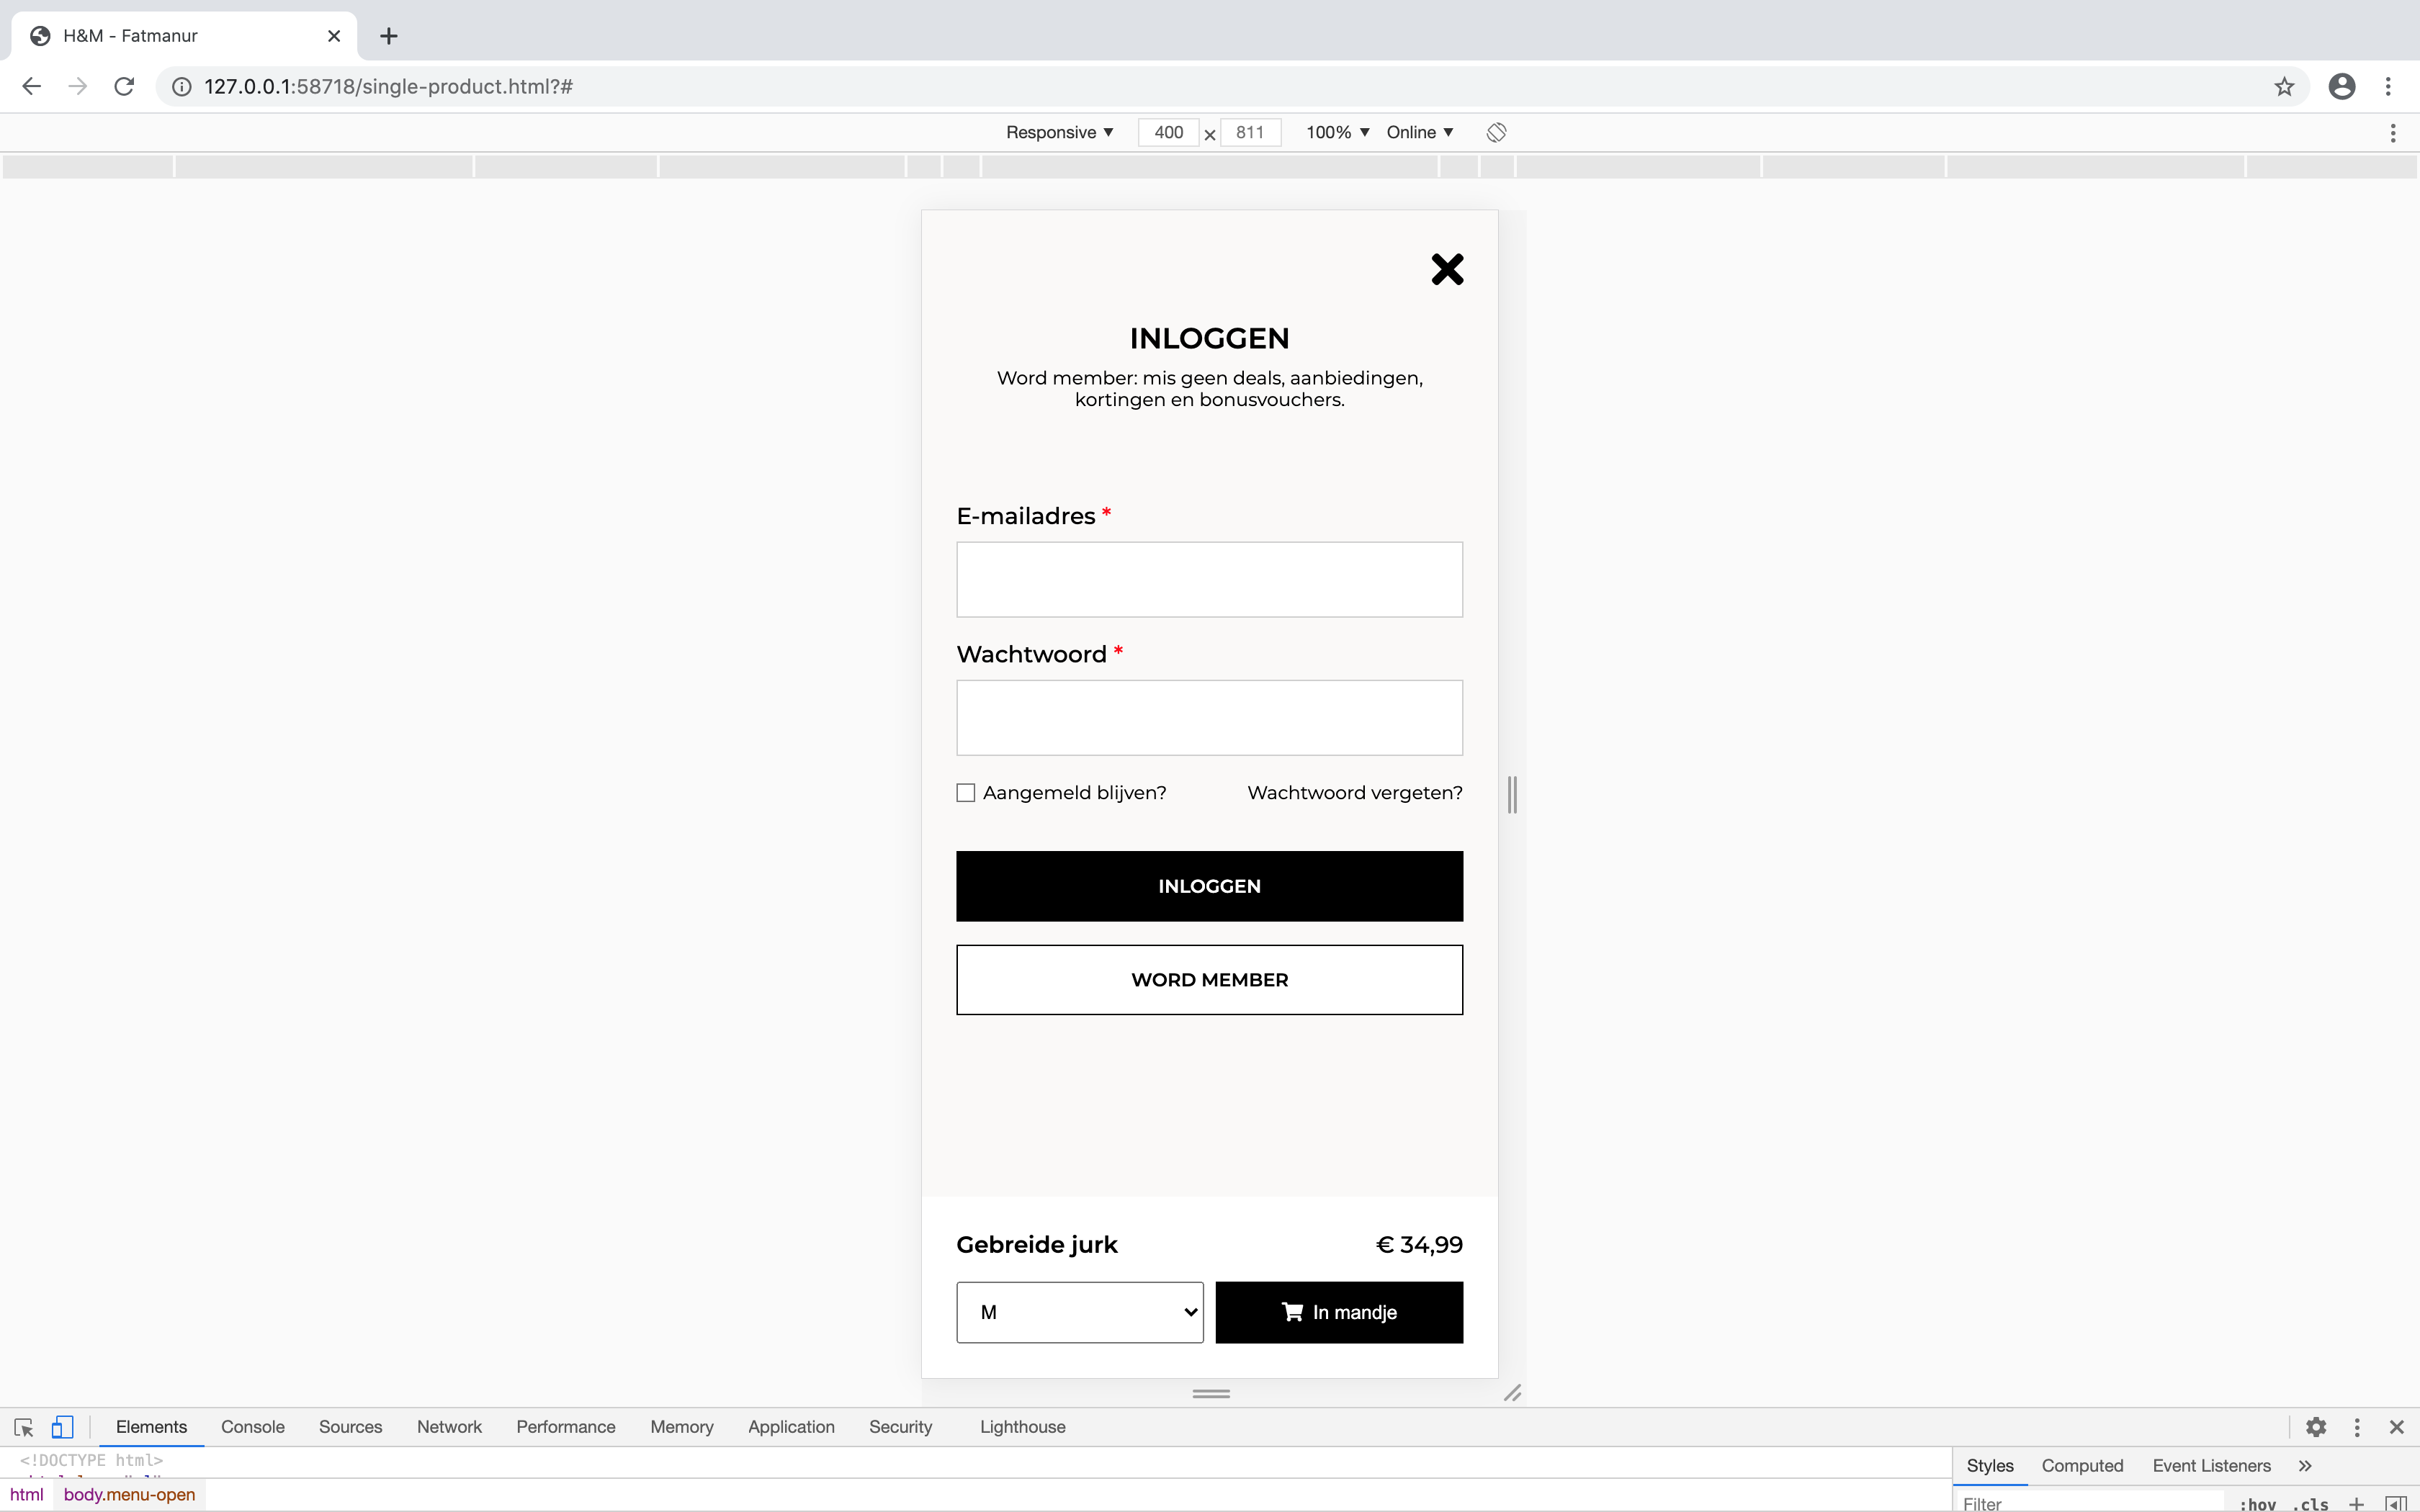 H&M - Fatmanur
127.0.0.1:58718/single-product.html?#
Responsive ▼ 400 × 811 100% ▼ Online ▼
INLOGGEN
Word member: mis geen deals, aanbiedingen,
kortingen en bonusvouchers.
E-mailadres *
Wachtwoord *
Aangemeld blijven? Wachtwoord vergeten?
INLOGGEN
WORD MEMBER
Gebreide jurk € 34,99
M In mandje
Elements Console Sources Network Performance Memory Application Security Lighthouse
<!DOCTYPE html>
html body.menu-open
Styles Computed Event Listeners »
Filter :hov .cls +